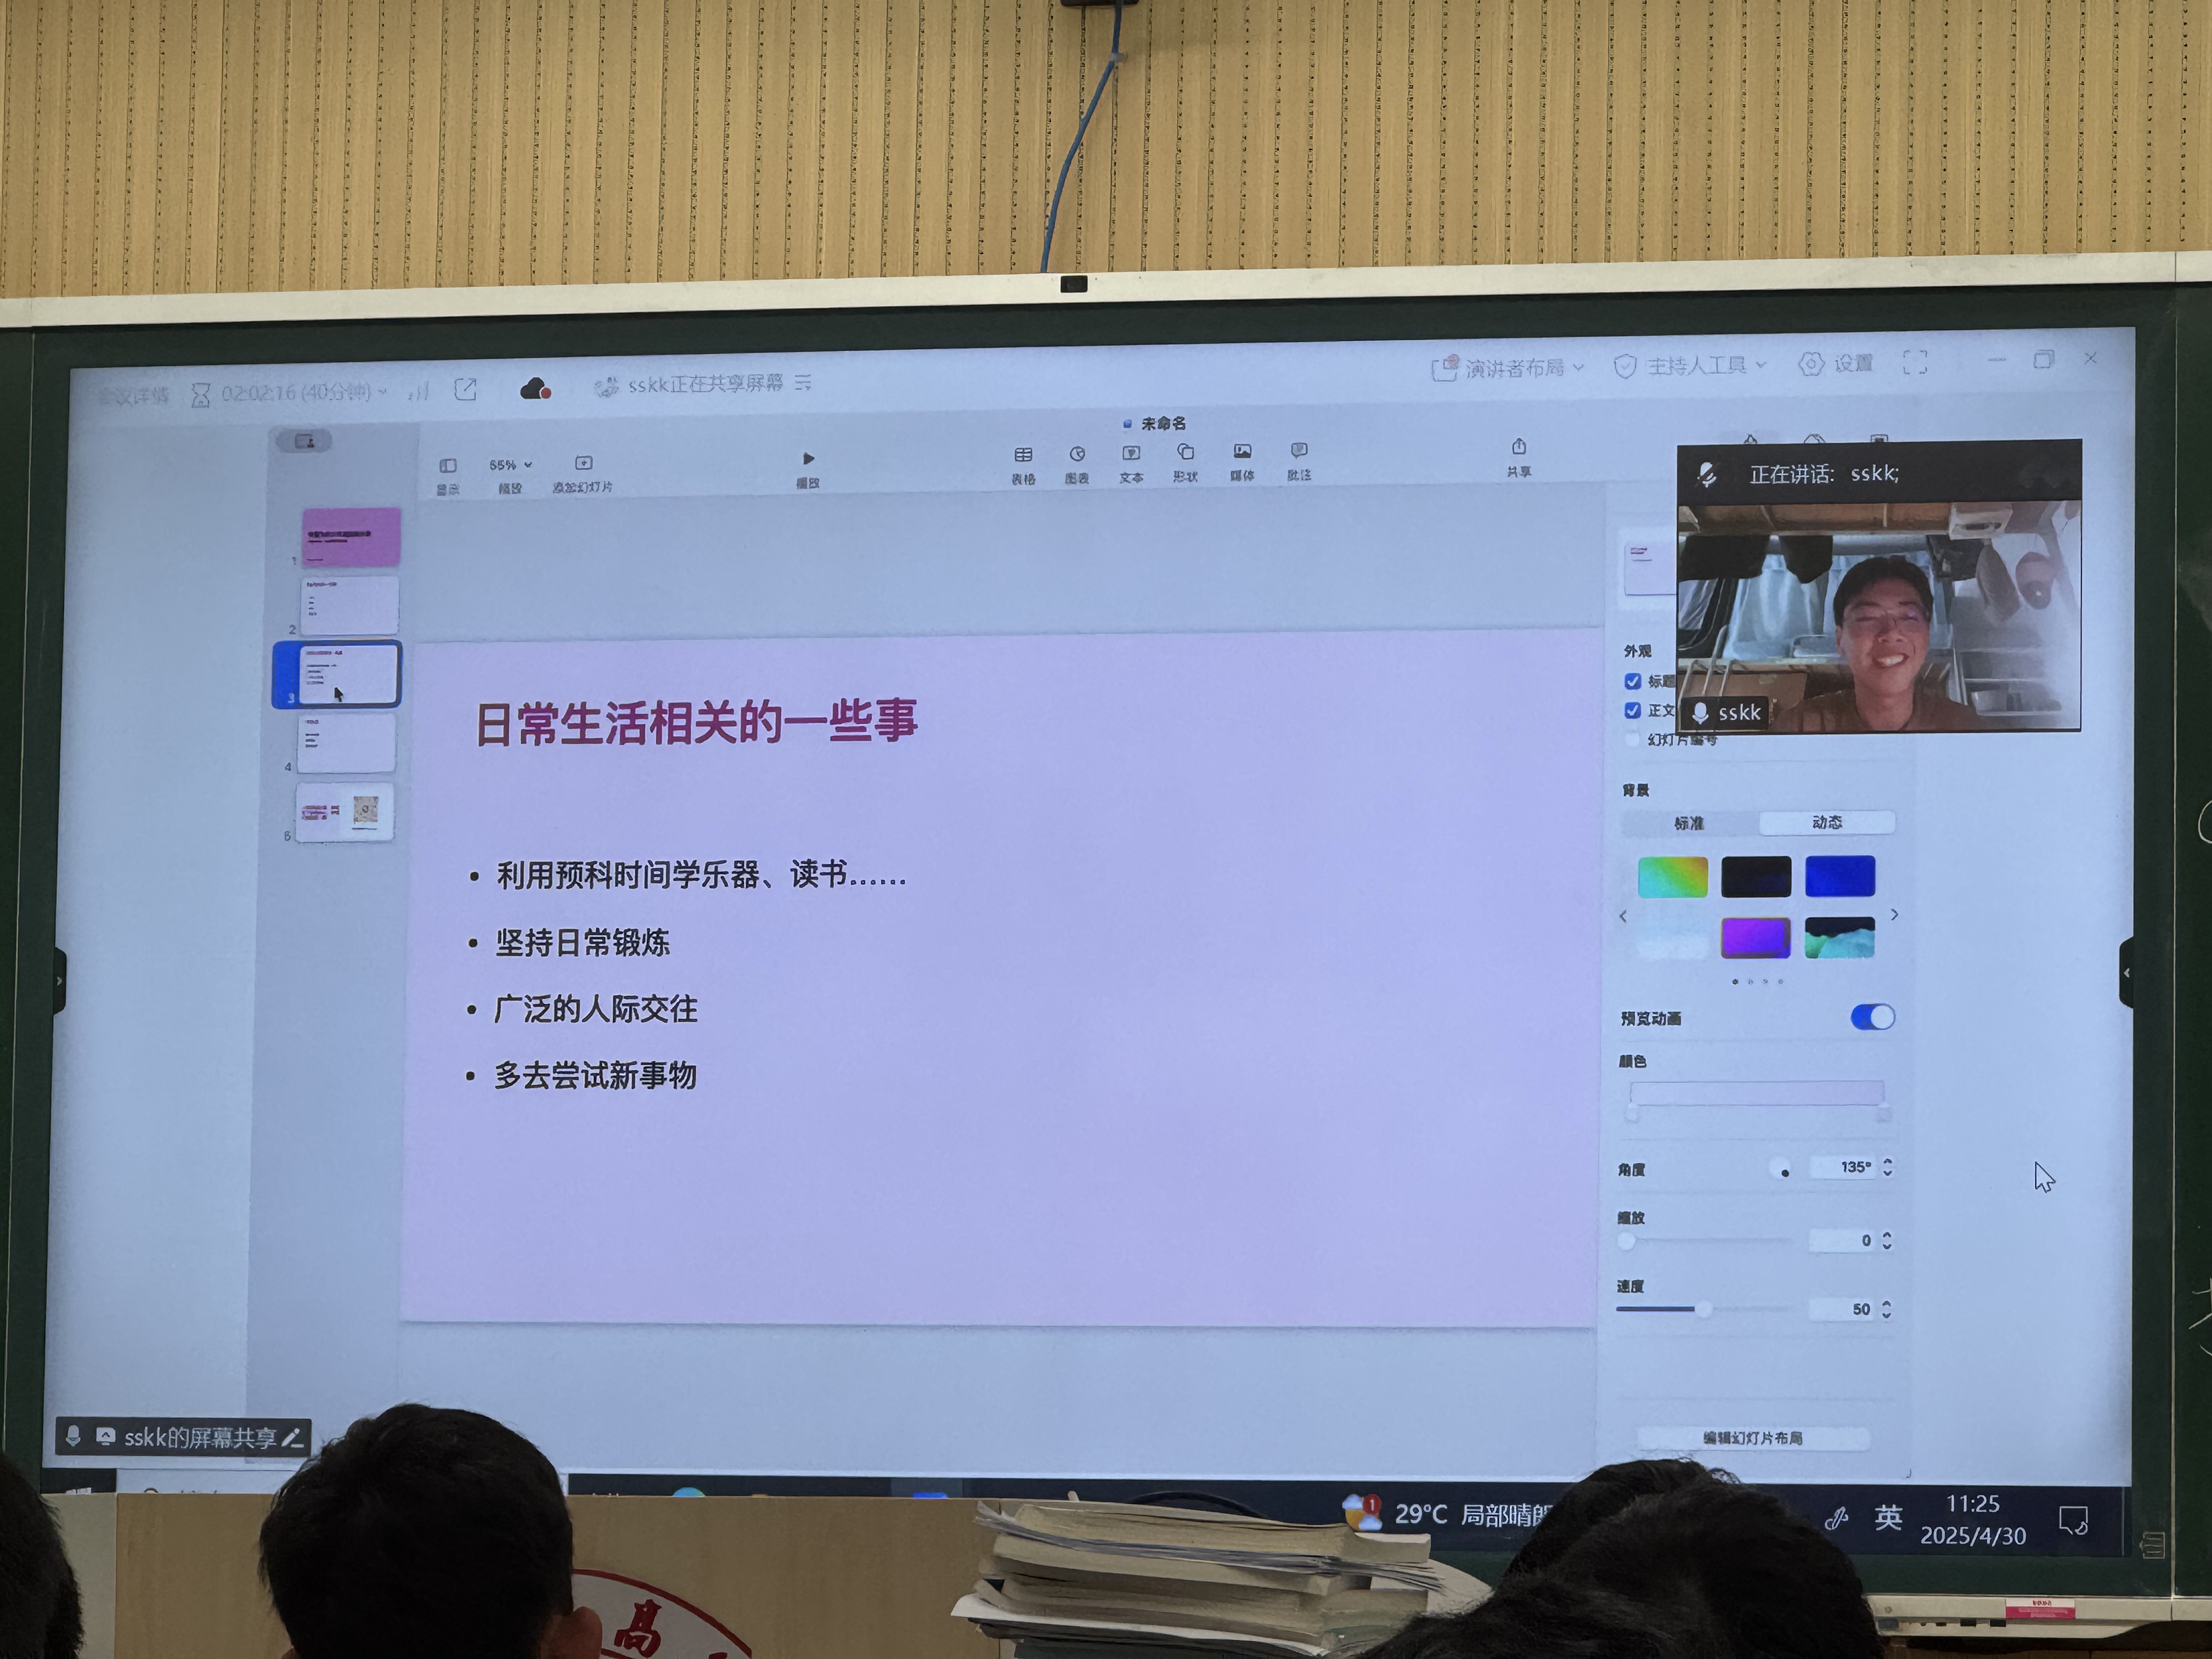 会议详情 02:02:16 (40分钟) sskk正在共享屏幕 演讲者布局 主持人工具 设置
未命名
55%
显示 缩放 添加幻灯片 播放 表格 图表 文本 形状 媒体 批注 共享
正在讲话: sskk;
sskk
1
2
3
4
日常生活相关的一些事
• 利用预科时间学乐器、读书……
• 坚持日常锻炼
• 广泛的人际交往
• 多去尝试新事物
外观
标题
正文
幻灯片编号
背景
标准 动态
预览动画
颜色
角度 135°
缩放 0
速度 50
编辑幻灯片布局
sskk的屏幕共享
1 29°C 局部晴朗 英 11:25
2025/4/30
高